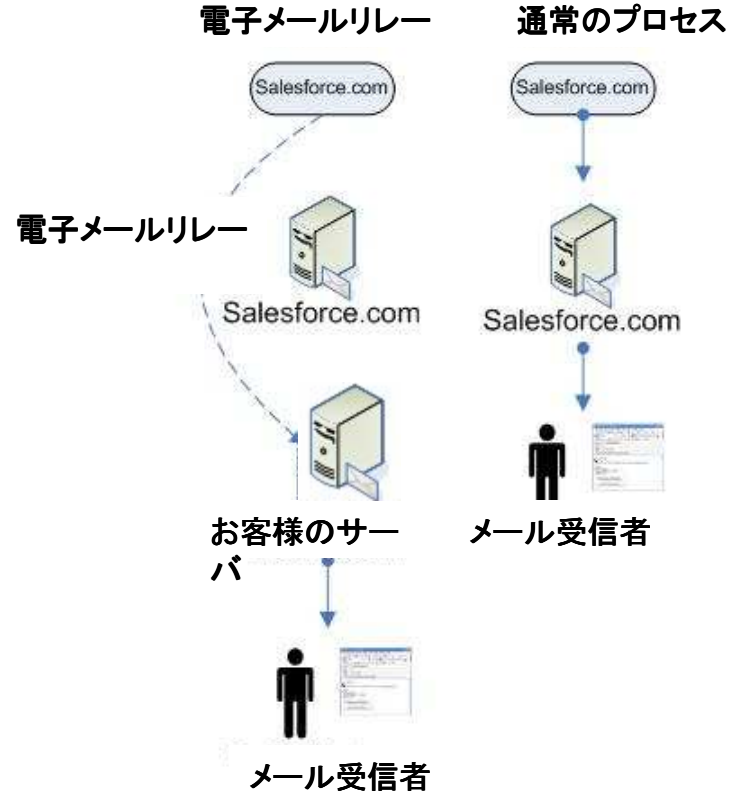 電子メールリレー
通常のプロセス
Salesforce.com
Salesforce.com
電子メールリレー
Salesforce.com
Salesforce.com
お客様のサー
バ
メール受信者
メール受信者